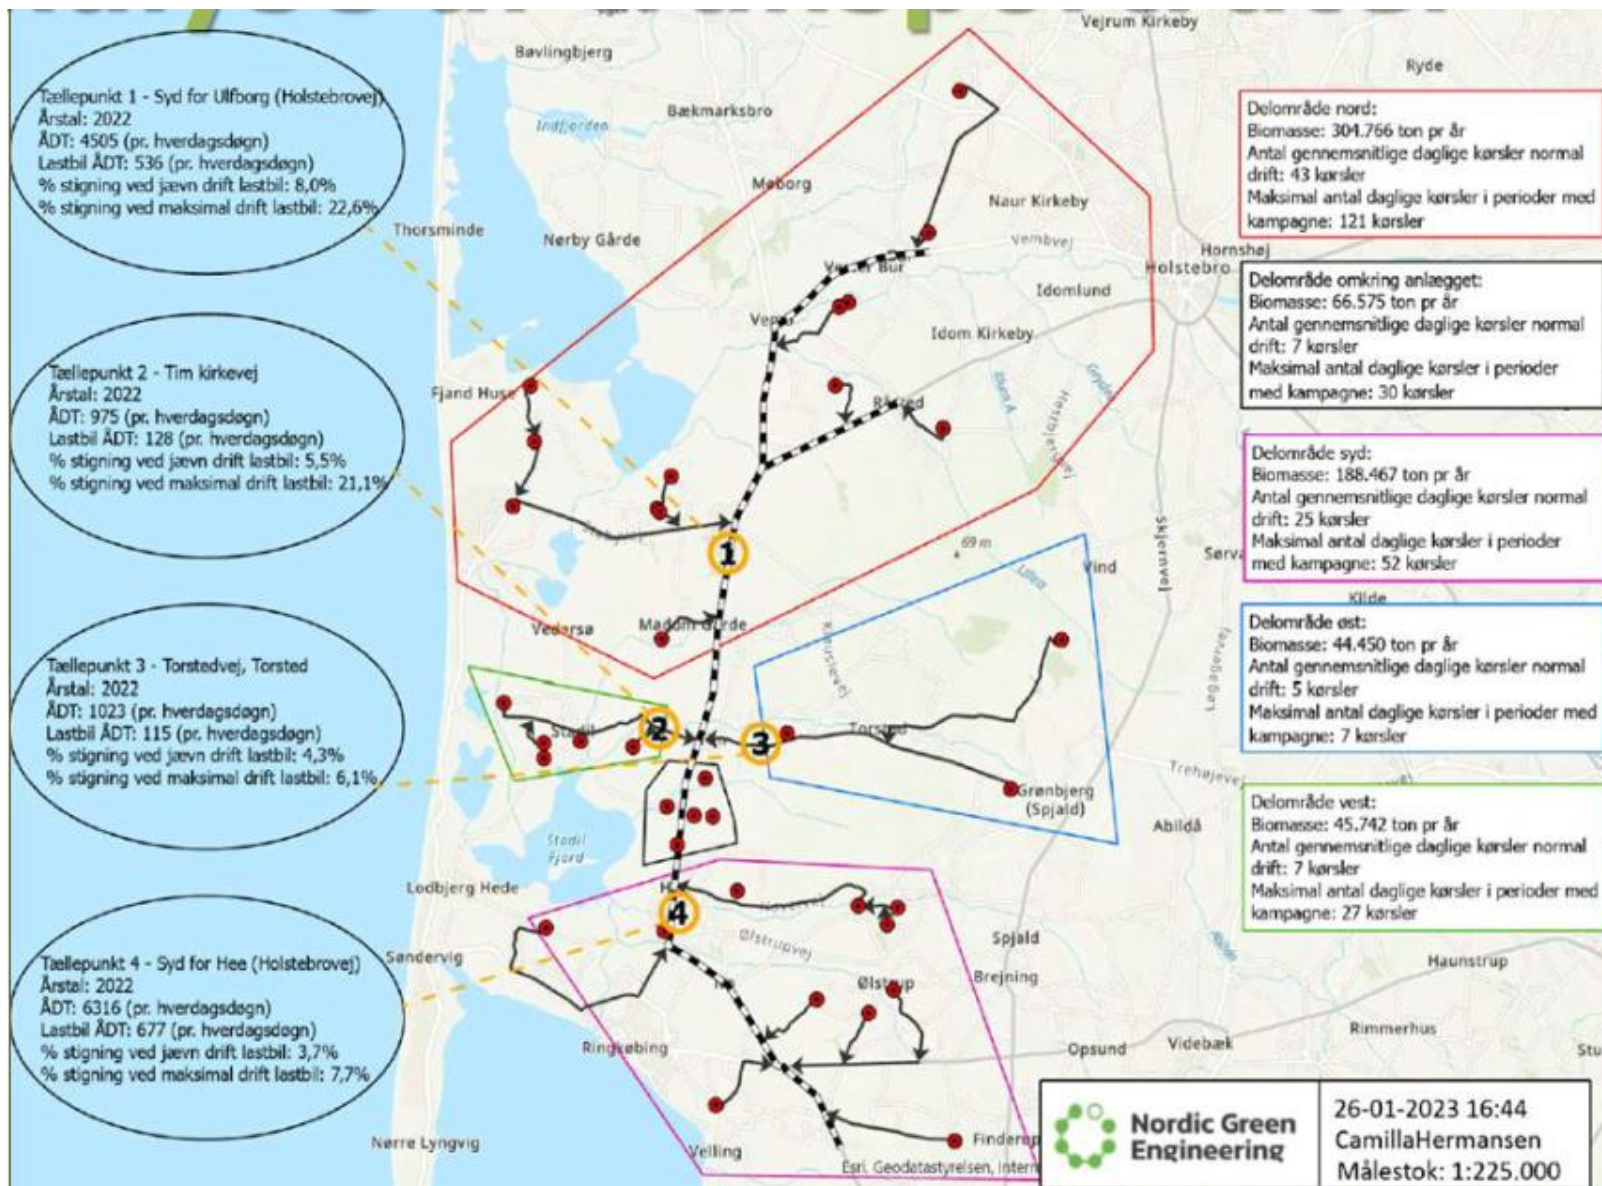 Tællepunkt 1 - Syd for Ulfborg (Holstebrovej)
Årstal: 2022
ÅDT: 4505 (pr. hverdagsdøgn)
Lastbil ÅDT: 536 (pr. hverdagsdøgn)
% stigning ved jævn drift lastbil: 8,0%
% stigning ved maksimal drift lastbil: 22,6%
Tællepunkt 2 - Tim kirkevej
Årstal: 2022
ÅDT: 975 (pr. hverdagsdøgn)
Lastbil ÅDT: 128 (pr. hverdagsdøgn)
% stigning ved jævn drift lastbil: 5,5%
% stigning ved maksimal drift lastbil: 21,1%
Tællepunkt 3 - Torstedvej, Torsted
Årstal: 2022
ÅDT: 1023 (pr. hverdagsdøgn)
Lastbil ÅDT: 115 (pr. hverdagsdøgn)
% stigning ved jævn drift lastbil: 4,3%
% stigning ved maksimal drift lastbil: 6,1%
Tællepunkt 4 - Syd for Hee (Holstebrovej)
Årstal: 2022
ÅDT: 6316 (pr. hverdagsdøgn)
Lastbil ÅDT: 677 (pr. hverdagsdøgn)
% stigning ved jævn drift lastbil: 3,7%
% stigning ved maksimal drift lastbil: 7,7%
Vejrum Kirkeby
Bøvlingbjerg
Ryde
Bækmarksbro
Indfjorden
Møborg
Naur Kirkeby
Thorsminde
Nørby Gårde
Vembvej
Hornshøj
Holstebro
Idomlund
Idom Kirkeby
Fjand Huse
Gryde
Råsted
Skjernvej
69 m
Lilleå
Vind
1
Vedersø
Madum Gårde
Kilde
2
3
Torsted
Stadil
Grønbjerg
(Spjald)
Trehøjevej
Abildå
Stadil
Fjord
Lodbjerg Hede
4
Ølstrupvej
Spjald
Søndervig
Ølstrup
Brejning
Haunstrup
Ringkøbing
Opsund
Videbæk
Rimmerhus
Stu
Nørre Lyngvig
Velling
Finderup
Esri, Geodatastyrelsen, Intern
Delområde nord:
Biomasse: 304.766 ton pr år
Antal gennemsnitlige daglige kørsler normal
drift: 43 kørsler
Maksimal antal daglige kørsler i perioder med
kampagne: 121 kørsler
Delområde omkring anlægget:
Biomasse: 66.575 ton pr år
Antal gennemsnitlige daglige kørsler normal
drift: 7 kørsler
Maksimal antal daglige kørsler i perioder
med kampagne: 30 kørsler
Delområde syd:
Biomasse: 188.467 ton pr år
Antal gennemsnitlige daglige kørsler normal
drift: 25 kørsler
Maksimal antal daglige kørsler i perioder
med kampagne: 52 kørsler
Delområde øst:
Biomasse: 44.450 ton pr år
Antal gennemsnitlige daglige kørsler normal
drift: 5 kørsler
Maksimal antal daglige kørsler i perioder med
kampagne: 7 kørsler
Delområde vest:
Biomasse: 45.742 ton pr år
Antal gennemsnitlige daglige kørsler normal
drift: 7 kørsler
Maksimal antal daglige kørsler i perioder med
kampagne: 27 kørsler
Nordic Green
Engineering
26-01-2023 16:44
CamillaHermansen
Målestok: 1:225.000